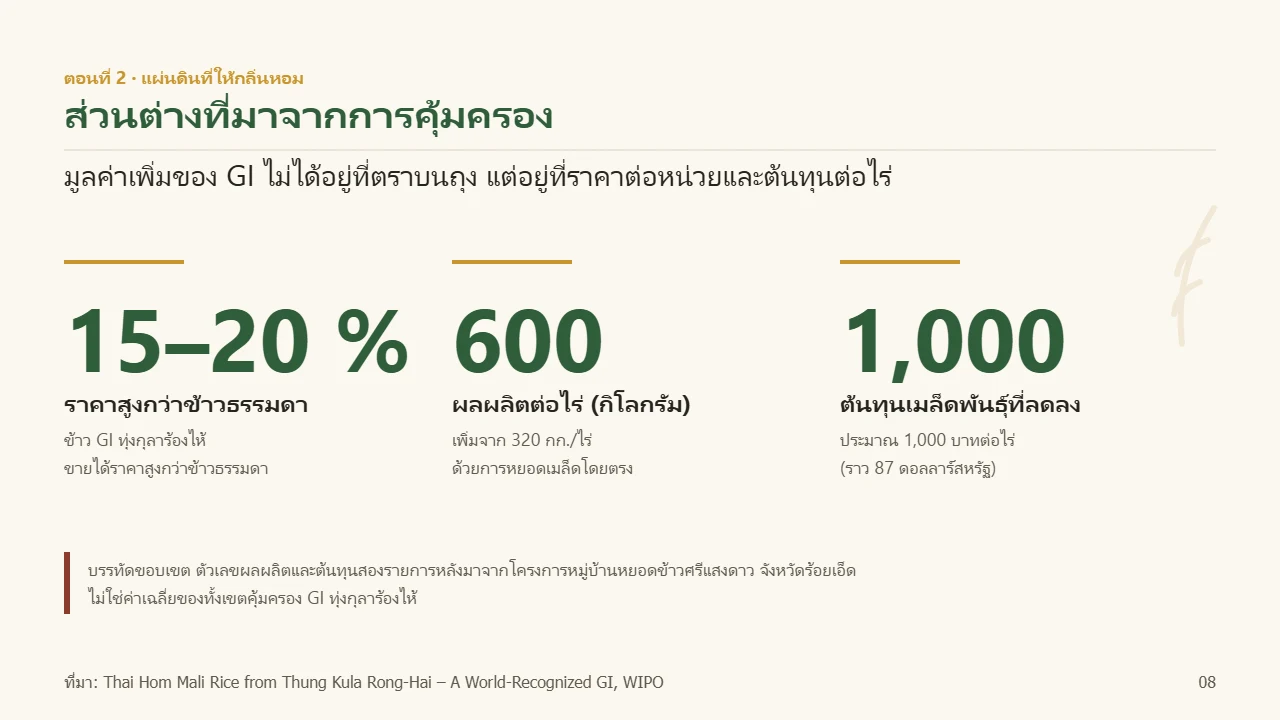 ตอนที่ 2 · แผ่นดินที่ให้กลิ่นหอม
ส่วนต่างที่มาจากการคุ้มครอง
มูลค่าเพิ่มของ GI ไม่ได้อยู่ที่ตราบนถุง แต่อยู่ที่ราคาต่อหน่วยและต้นทุนต่อไร่
15–20 %
ราคาสูงกว่าข้าวธรรมดา
ข้าว GI ทุ่งกุลาร้องไห้
ขายได้ราคาสูงกว่าข้าวธรรมดา
600
ผลผลิตต่อไร่ (กิโลกรัม)
เพิ่มจาก 320 กก./ไร่
ด้วยการหยอดเมล็ดโดยตรง
1,000
ต้นทุนเมล็ดพันธุ์ที่ลดลง
ประมาณ 1,000 บาทต่อไร่
(ราว 87 ดอลลาร์สหรัฐ)
บรรทัดขอบเขต ตัวเลขผลผลิตและต้นทุนสองรายการหลังมาจากโครงการหมู่บ้านหยอดข้าวศรีแสงดาว จังหวัดร้อยเอ็ด
ไม่ใช่ค่าเฉลี่ยของทั้งเขตคุ้มครอง GI ทุ่งกุลาร้องไห้
ที่มา: Thai Hom Mali Rice from Thung Kula Rong-Hai – A World-Recognized GI, WIPO
08